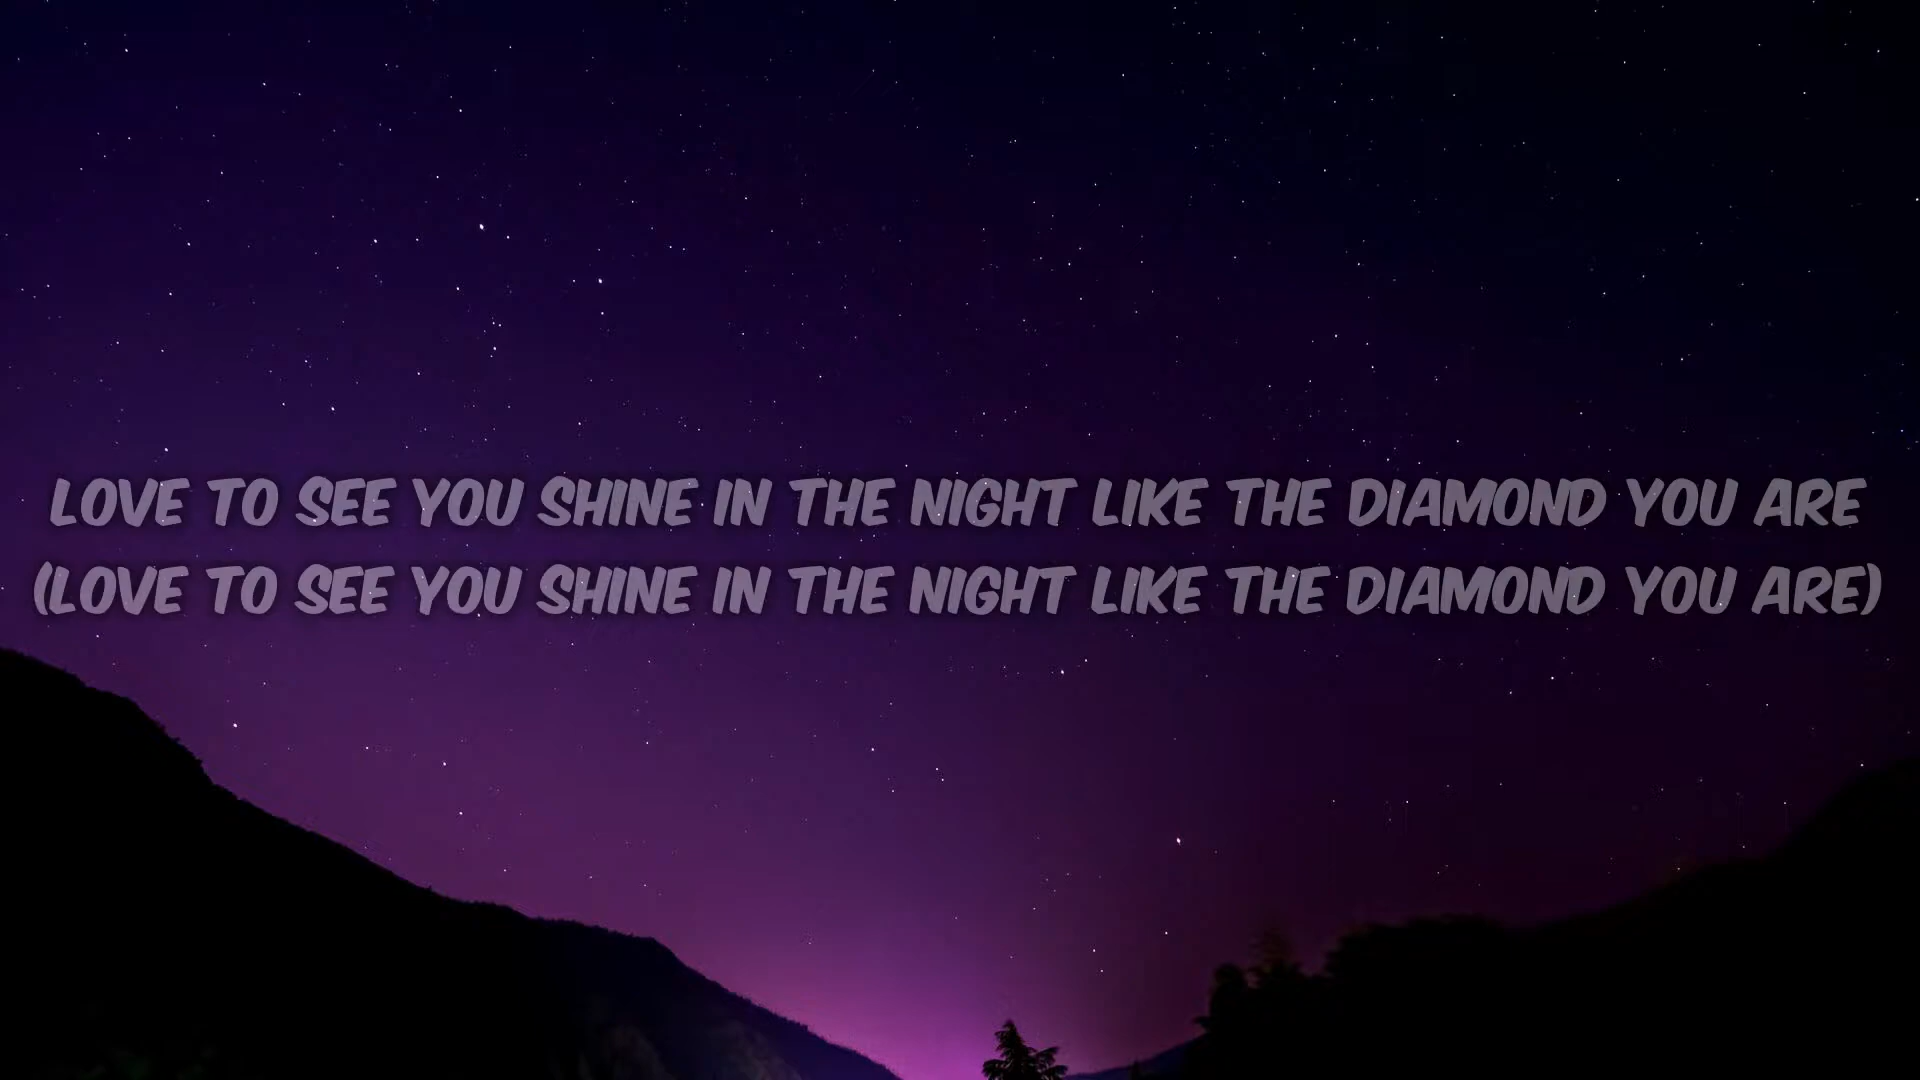 LOVE TO SEE YOU SHINE IN THE NIGHT LIKE THE DIAMOND YOU ARE
(LOVE TO SEE YOU SHINE IN THE NIGHT LIKE THE DIAMOND YOU ARE)